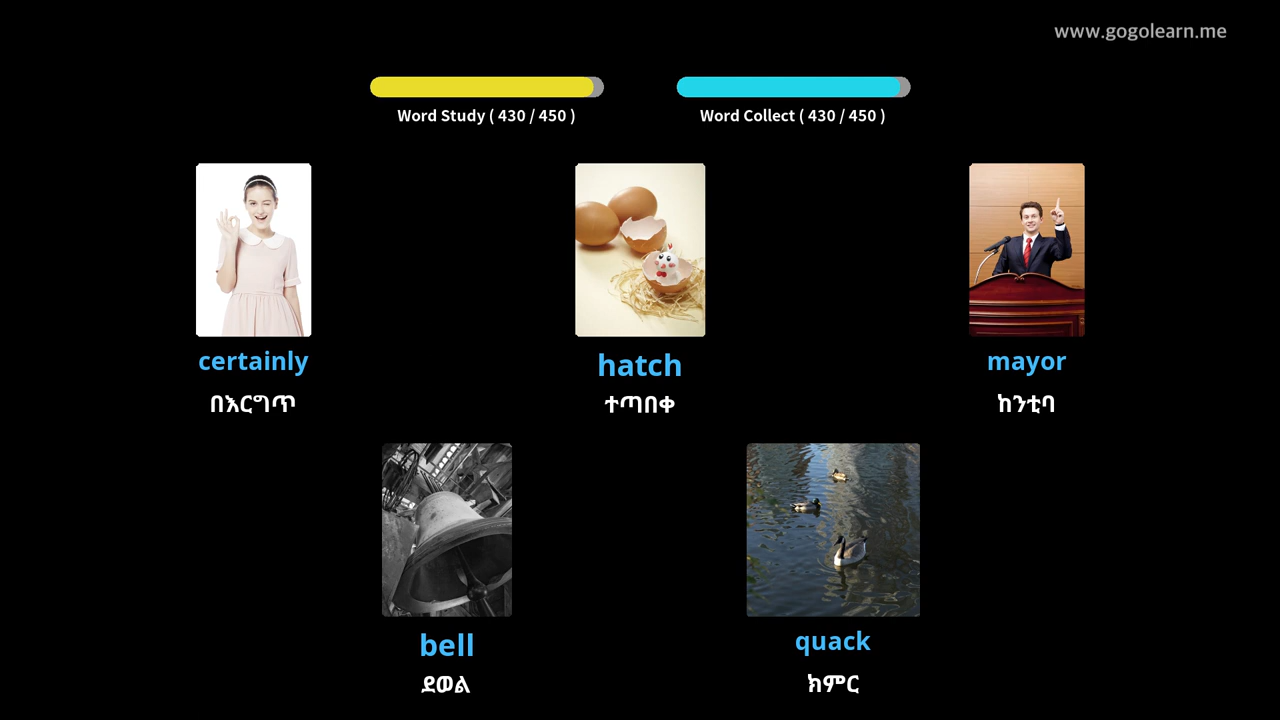 www.gogolearn.me
Word Study ( 430 / 450 )
Word Collect ( 430 / 450 )
certainly
በእርግጥ
hatch
ተጣበቀ
mayor
ከንቲባ
bell
ደወል
quack
ክምር